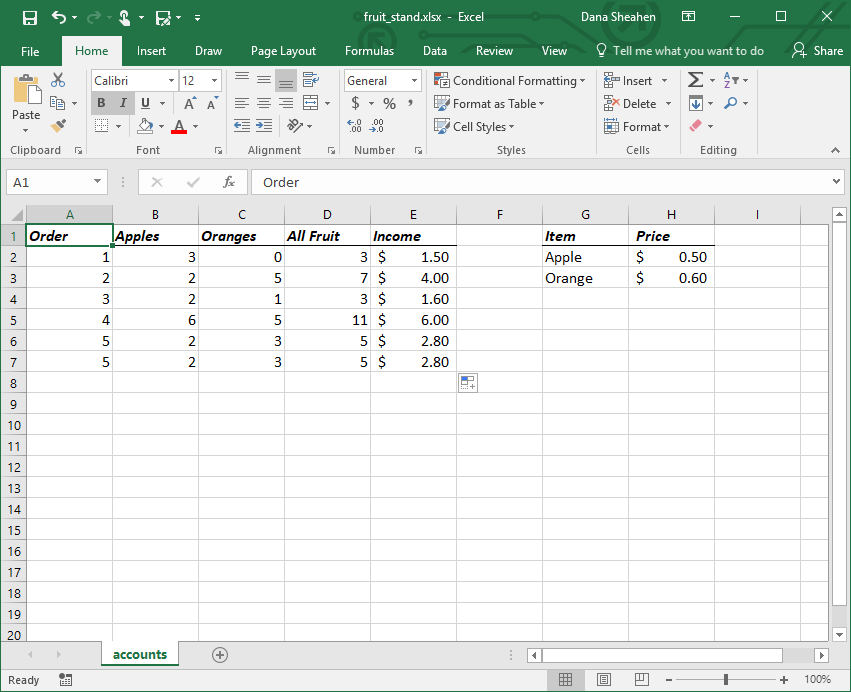 fruit_stand.xlsx - Excel Dana Sheahen
File Home Insert Draw Page Layout Formulas Data Review View Tell me what you want to do Share
Calibri 12 General Conditional Formatting Insert
Paste B I U A A $ % , Format as Table Delete
A Cell Styles Format
Clipboard Font Alignment Number Styles Cells Editing
A1 fx Order
A B C D E F G H I
1 Order Apples Oranges All Fruit Income Item Price
2 1 3 0 3 $ 1.50 Apple $ 0.50
3 2 2 5 7 $ 4.00 Orange $ 0.60
4 3 2 1 3 $ 1.60
5 4 6 5 11 $ 6.00
6 5 2 3 5 $ 2.80
7 5 2 3 5 $ 2.80
8
9
10
11
12
13
14
15
16
17
18
19
20
accounts
Ready 100%